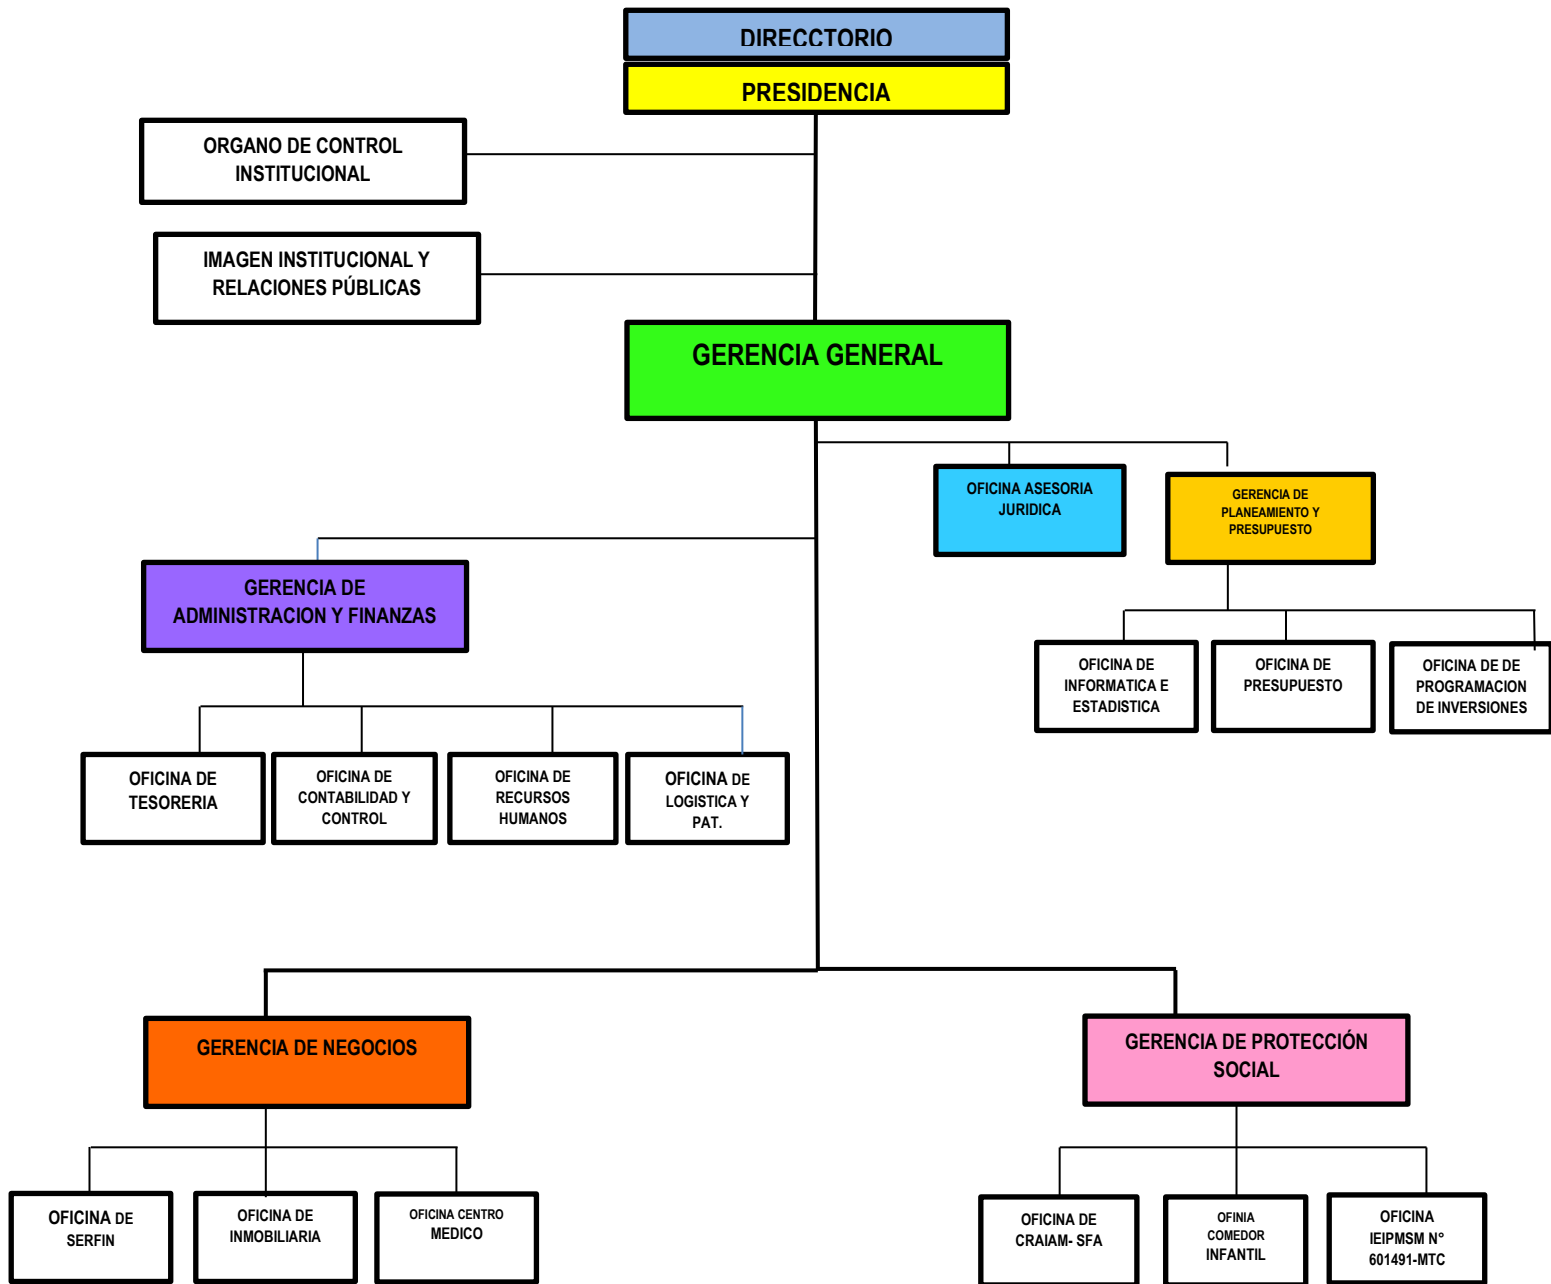 DIRECCTORIO
PRESIDENCIA
ORGANO DE CONTROL
INSTITUCIONAL
IMAGEN INSTITUCIONAL Y
RELACIONES PÚBLICAS
GERENCIA GENERAL
OFICINA ASESORIA
JURIDICA
GERENCIA DE
PLANEAMIENTO Y
PRESUPUESTO
GERENCIA DE
ADMINISTRACION Y FINANZAS
OFICINA DE
INFORMATICA E
ESTADISTICA
OFICINA DE
PRESUPUESTO
OFICINA DE DE
PROGRAMACION
DE INVERSIONES
OFICINA DE
TESORERIA
OFICINA DE
CONTABILIDAD Y
CONTROL
OFICINA DE
RECURSOS
HUMANOS
OFICINA DE
LOGISTICA Y
PAT.
GERENCIA DE NEGOCIOS
GERENCIA DE PROTECCIÓN
SOCIAL
OFICINA DE
SERFIN
OFICINA DE
INMOBILIARIA
OFICINA CENTRO
MEDICO
OFICINA DE
CRAIAM- SFA
OFINIA
COMEDOR
INFANTIL
OFICINA
IEIPMSM N°
601491-MTC